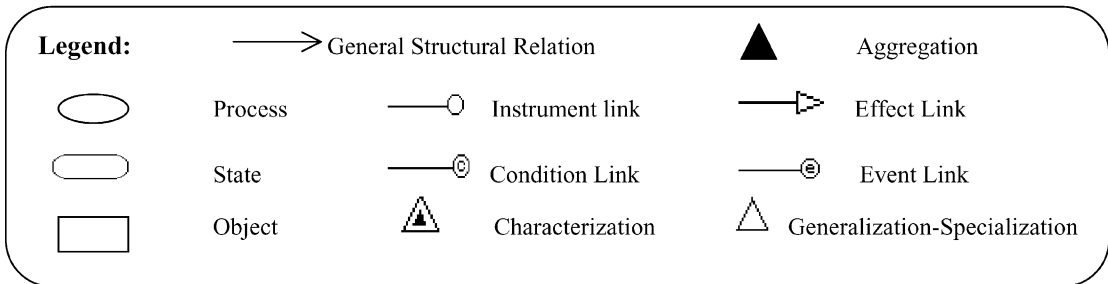 Legend: General Structural Relation Aggregation
Process Instrument link Effect Link
c e
State Condition Link Event Link
Object Characterization Generalization-Specialization